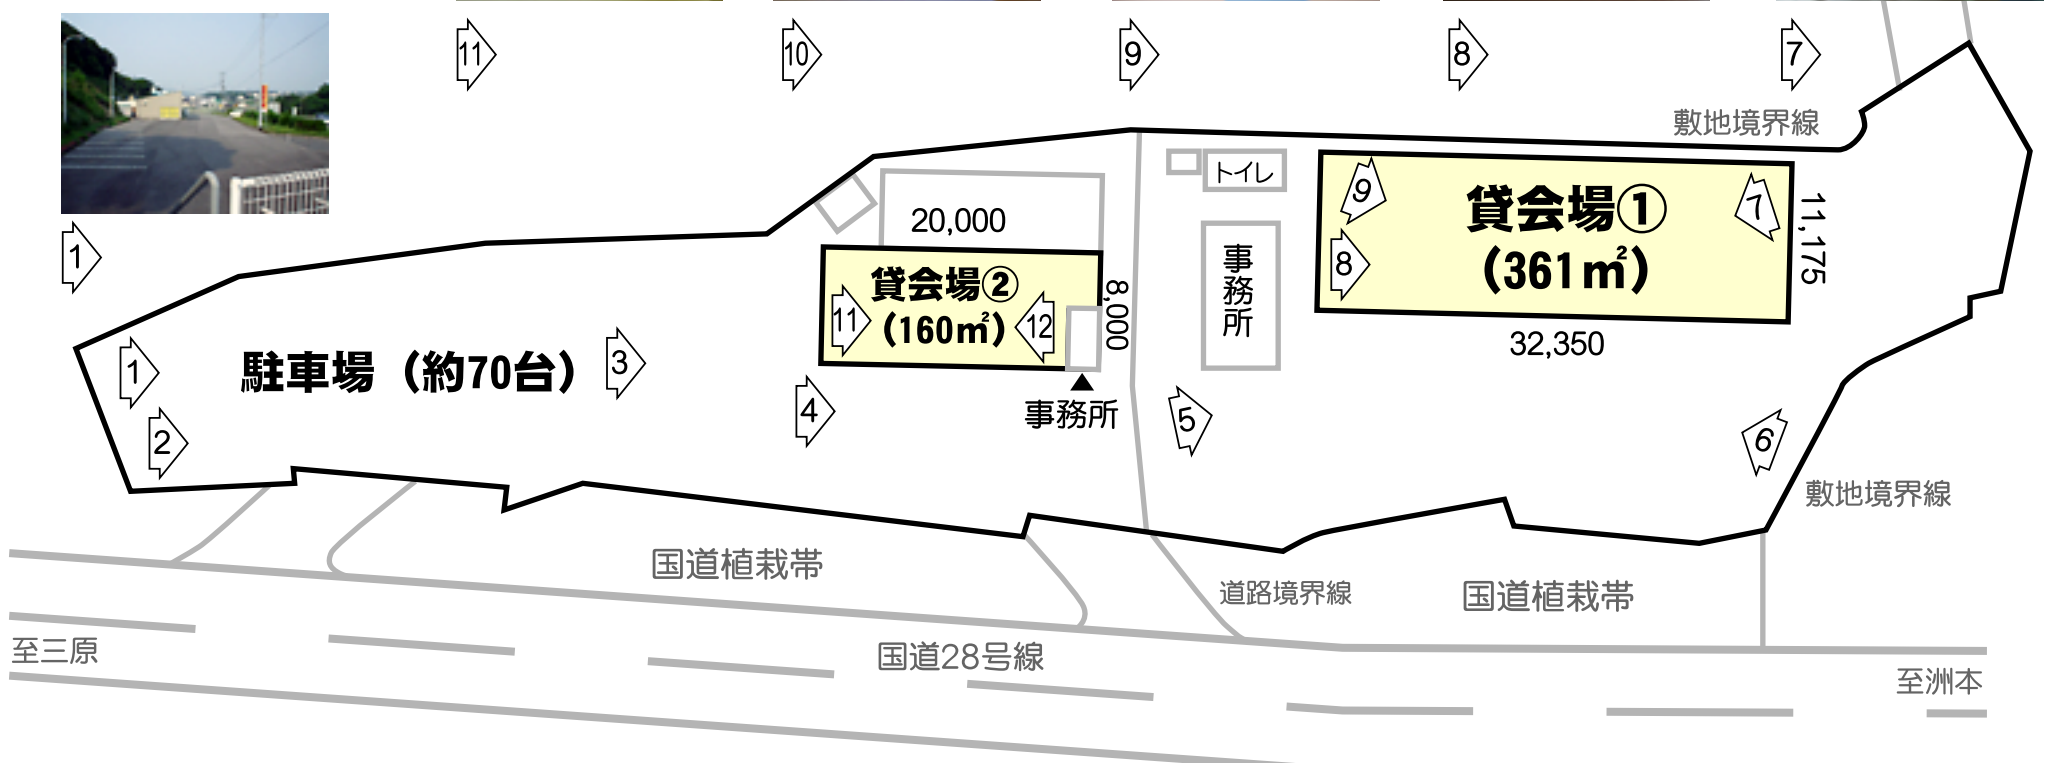 11
10
9
8
7
敷地境界線
トイレ
9
貸会場①
7
11,175
(361㎡)
8
32,350
20,000
貸会場②
11
(160㎡)
12
8,000
事務所
1
1
駐車場（約70台）
3
2
4
事務所
5
6
敷地境界線
国道植栽帯
道路境界線
国道植栽帯
至三原
国道28号線
至洲本